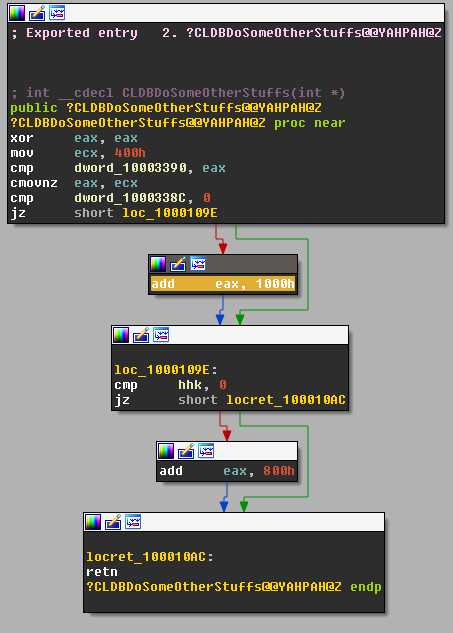 ; Exported entry   2. ?CLDBDoSomeOtherStuffs@@YAHPAH@Z
; int __cdecl CLDBDoSomeOtherStuffs(int *)
public ?CLDBDoSomeOtherStuffs@@YAHPAH@Z
?CLDBDoSomeOtherStuffs@@YAHPAH@Z proc near
xor     eax, eax
mov     ecx, 400h
cmp     dword_10003390, eax
cmovnz  eax, ecx
cmp     dword_1000338C, 0
jz      short loc_1000109E
add     eax, 1000h
loc_1000109E:
cmp     hhk, 0
jz      short locret_100010AC
add     eax, 800h
locret_100010AC:
retn
?CLDBDoSomeOtherStuffs@@YAHPAH@Z endp